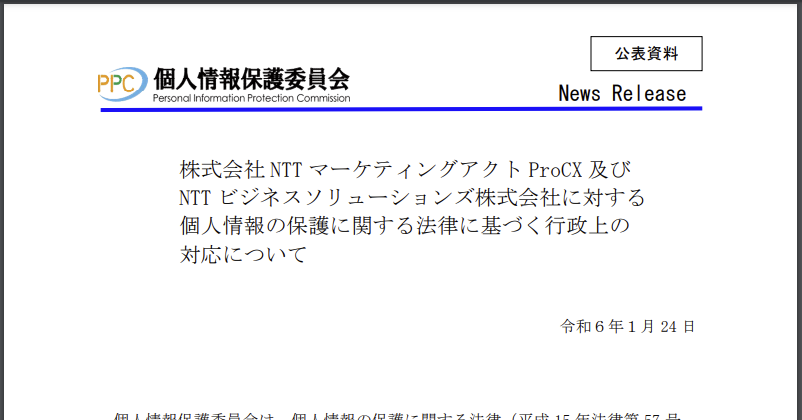 公表資料
PPC 個人情報保護委員会
Personal Information Protection Commission
News Release
株式会社 NTT マーケティングアクト ProCX 及び
NTT ビジネスソリューションズ株式会社に対する
個人情報の保護に関する法律に基づく行政上の
対応について
令和6年1月 24 日
個人情報保護委員会は、個人情報の保護に関する法律（平成 15 年法律第 57 号